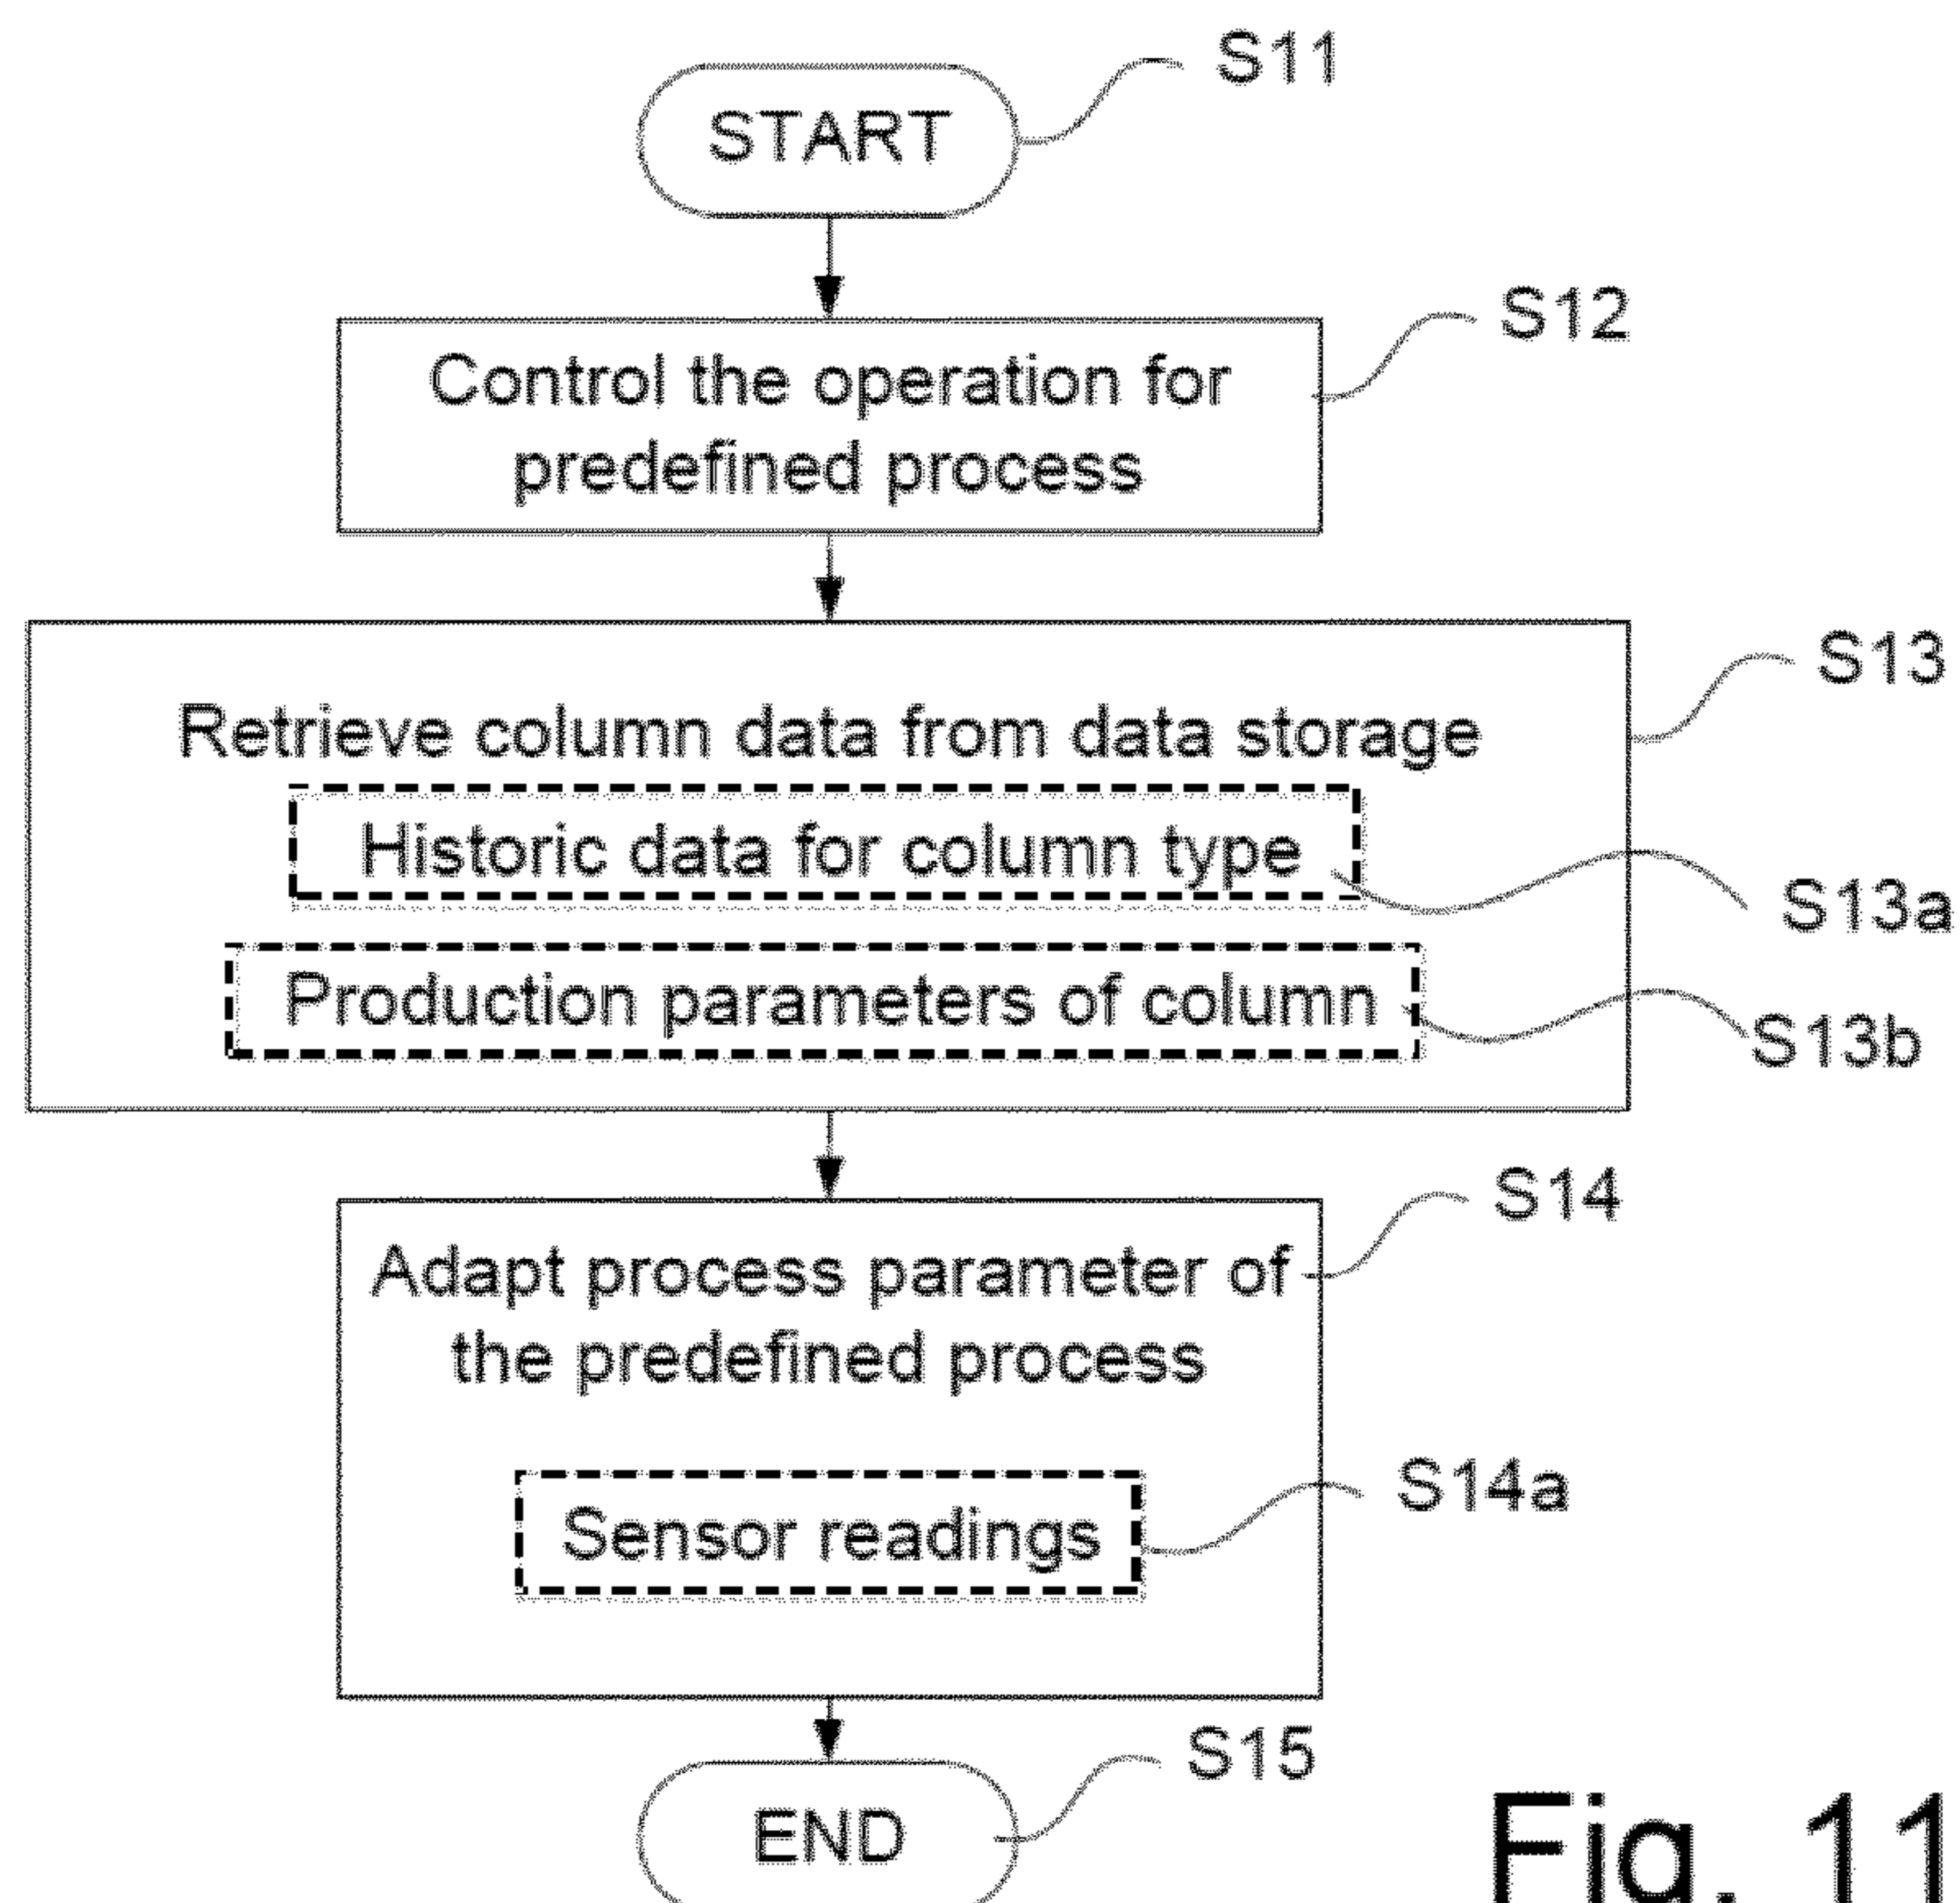 S11
START
S12
Control the operation for
predefined process
S13
Retrieve column data from data storage
Historic data for column type
S13a
Production parameters of column
S13b
S14
Adapt process parameter of
the predefined process
S14a
Sensor readings
S15
END
Fig. 11